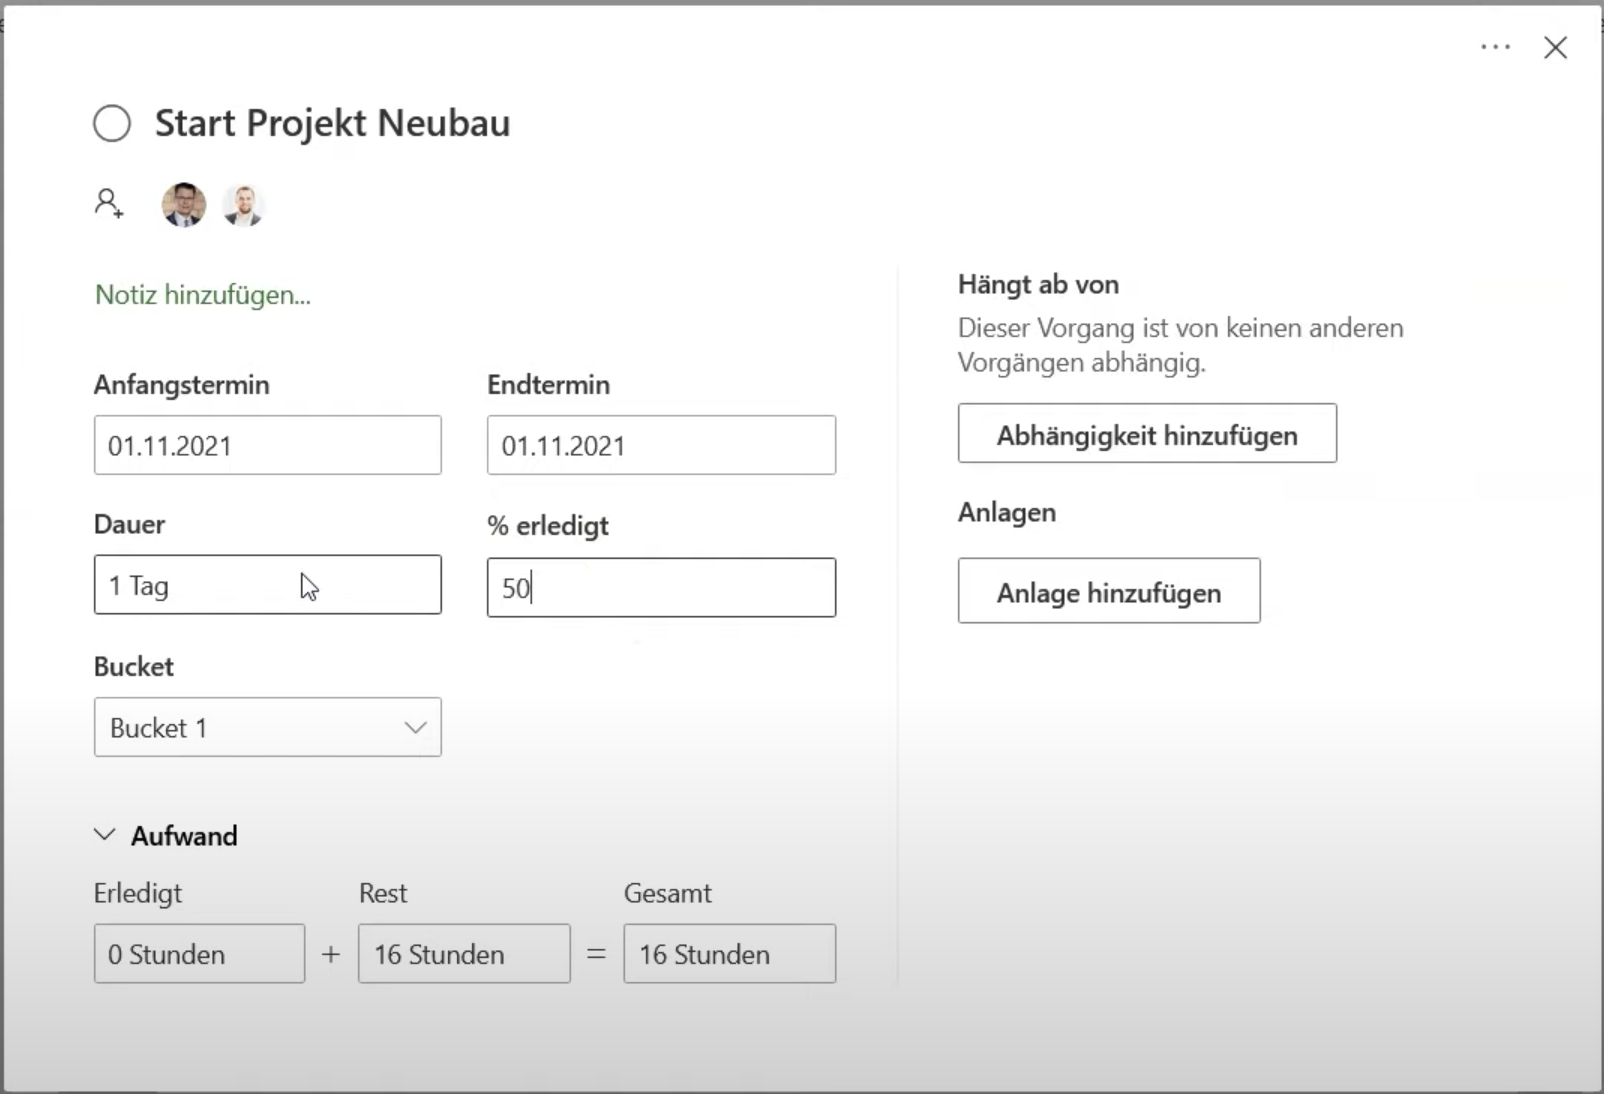 Start Projekt Neubau
Notiz hinzufügen...
Anfangstermin
Endtermin
01.11.2021
01.11.2021
Dauer
% erledigt
1 Tag
50
Bucket
Bucket 1
Aufwand
Erledigt
Rest
Gesamt
0 Stunden + 16 Stunden = 16 Stunden
Hängt ab von
Dieser Vorgang ist von keinen anderen
Vorgängen abhängig.
Abhängigkeit hinzufügen
Anlagen
Anlage hinzufügen